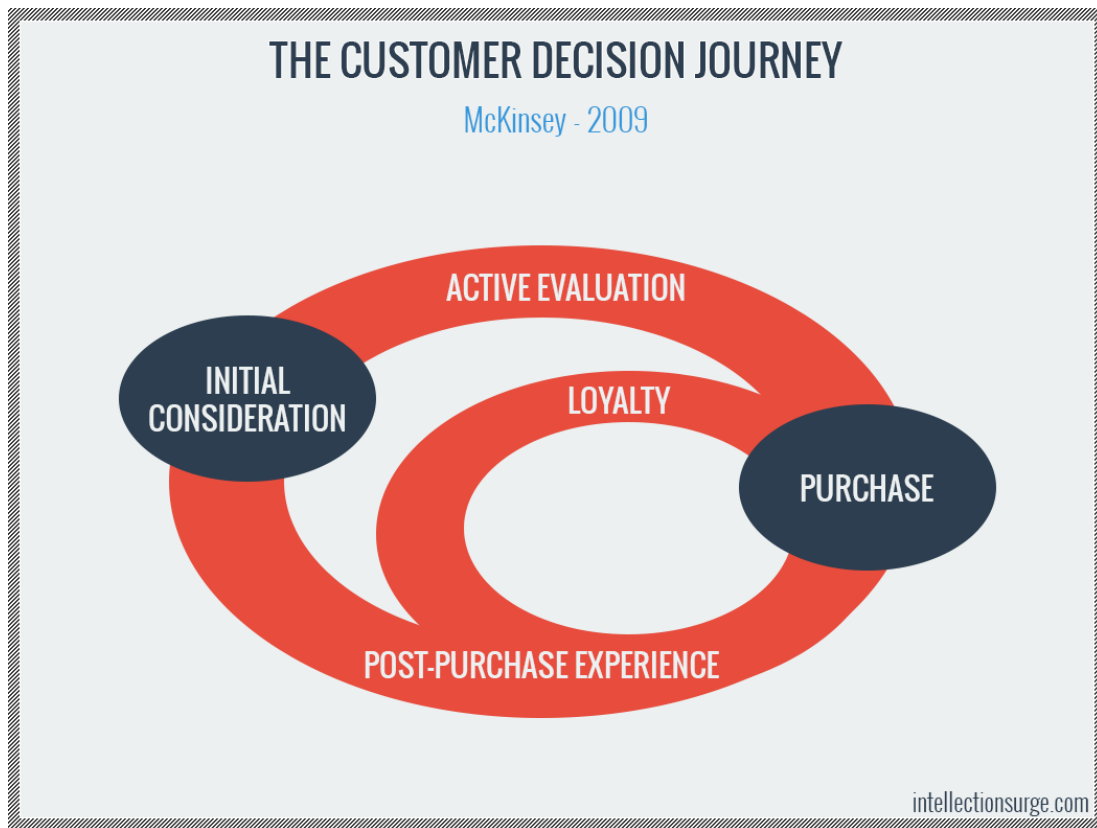 THE CUSTOMER DECISION JOURNEY
McKinsey - 2009
ACTIVE EVALUATION
INITIAL
CONSIDERATION
LOYALTY
PURCHASE
POST-PURCHASE EXPERIENCE
intellectionsurge.com